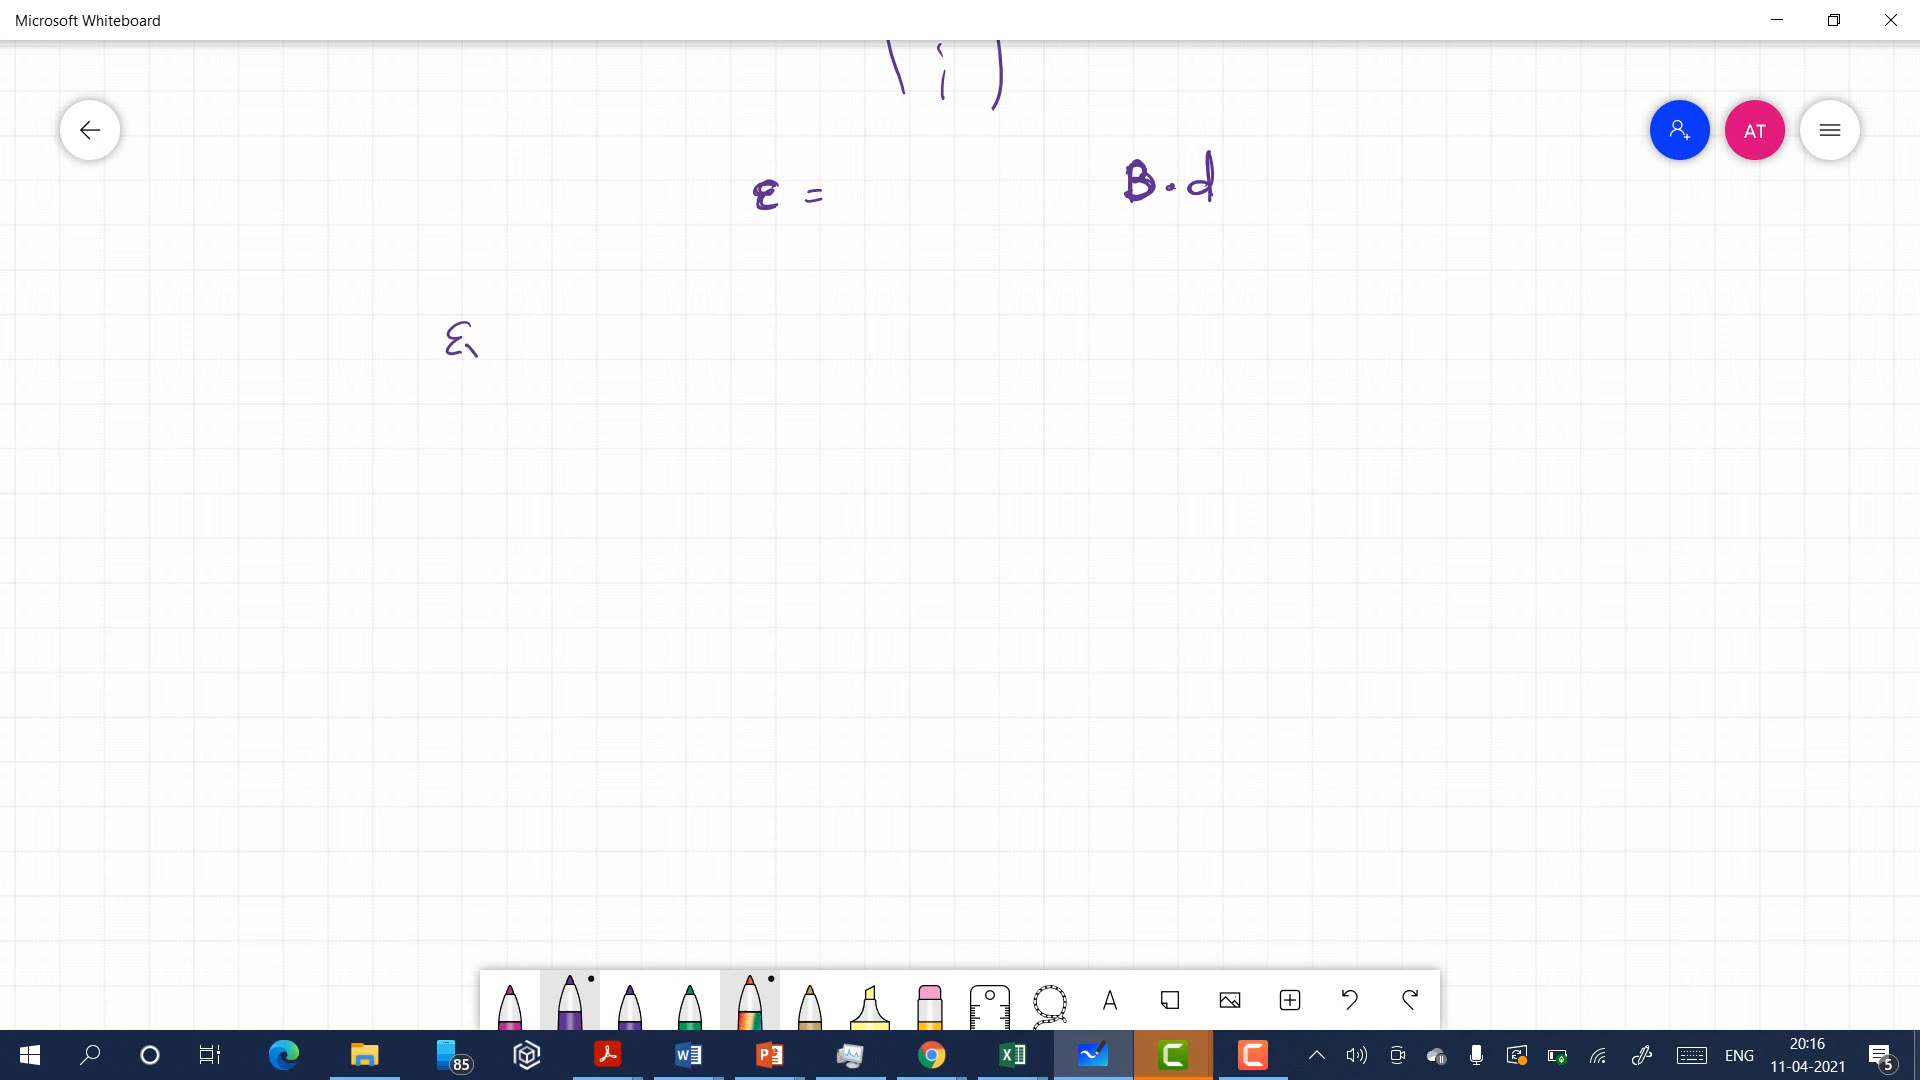 Microsoft Whiteboard
AT
ε = B.d
ε
A
85
ENG
20:16
11-04-2021
5